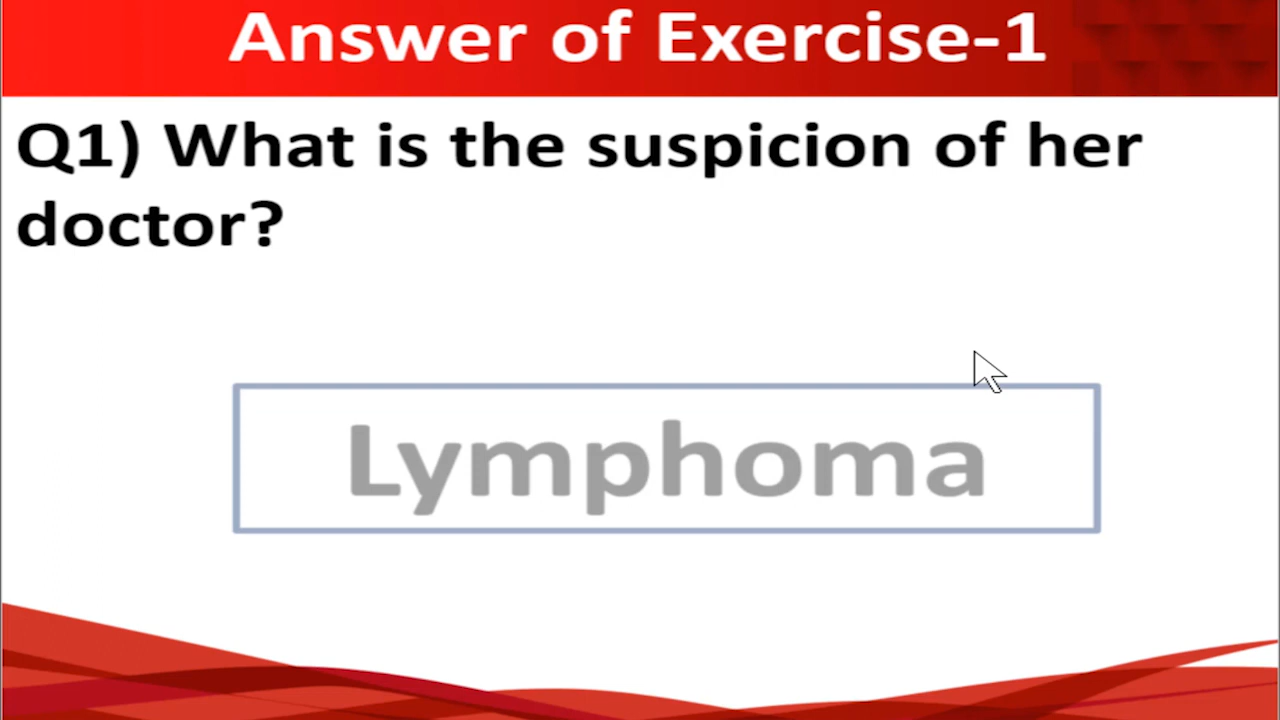 Answer of Exercise-1
Q1) What is the suspicion of her
doctor?
Lymphoma